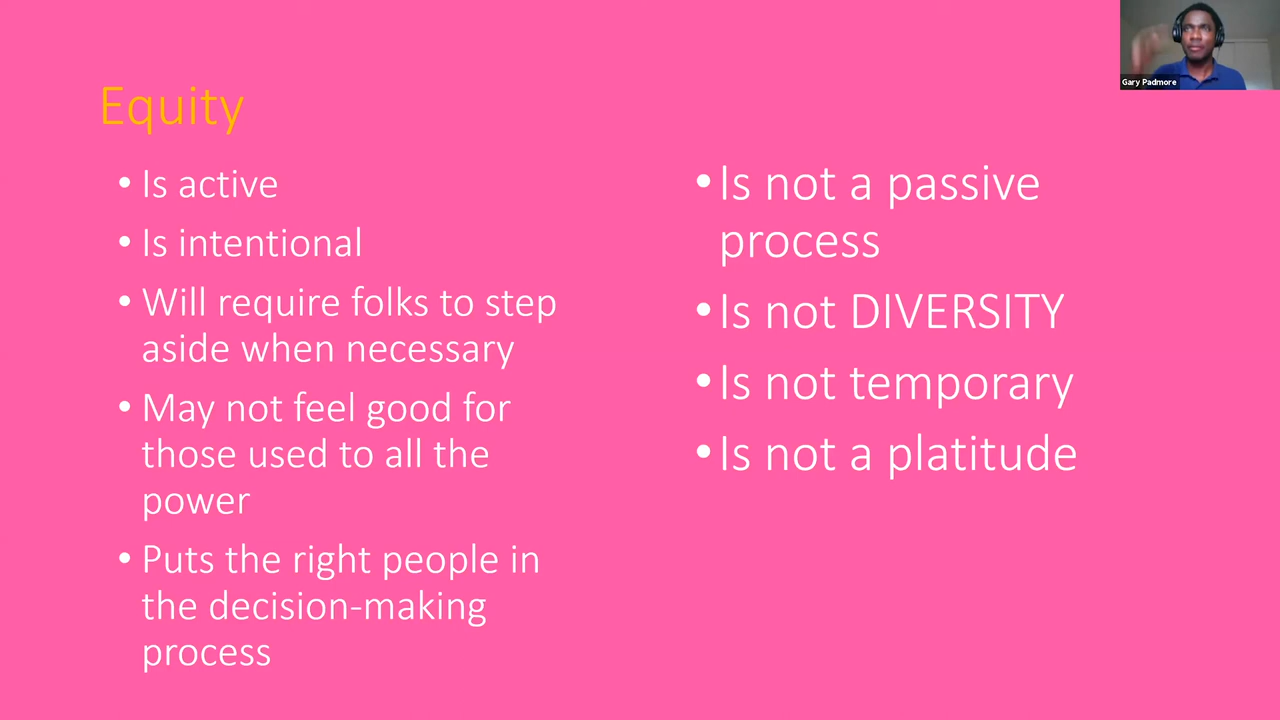 Equity
• Is active
• Is intentional
• Will require folks to step
aside when necessary
• May not feel good for
those used to all the
power
• Puts the right people in
the decision-making
process
• Is not a passive
process
• Is not DIVERSITY
• Is not temporary
• Is not a platitude
Gary Padmore